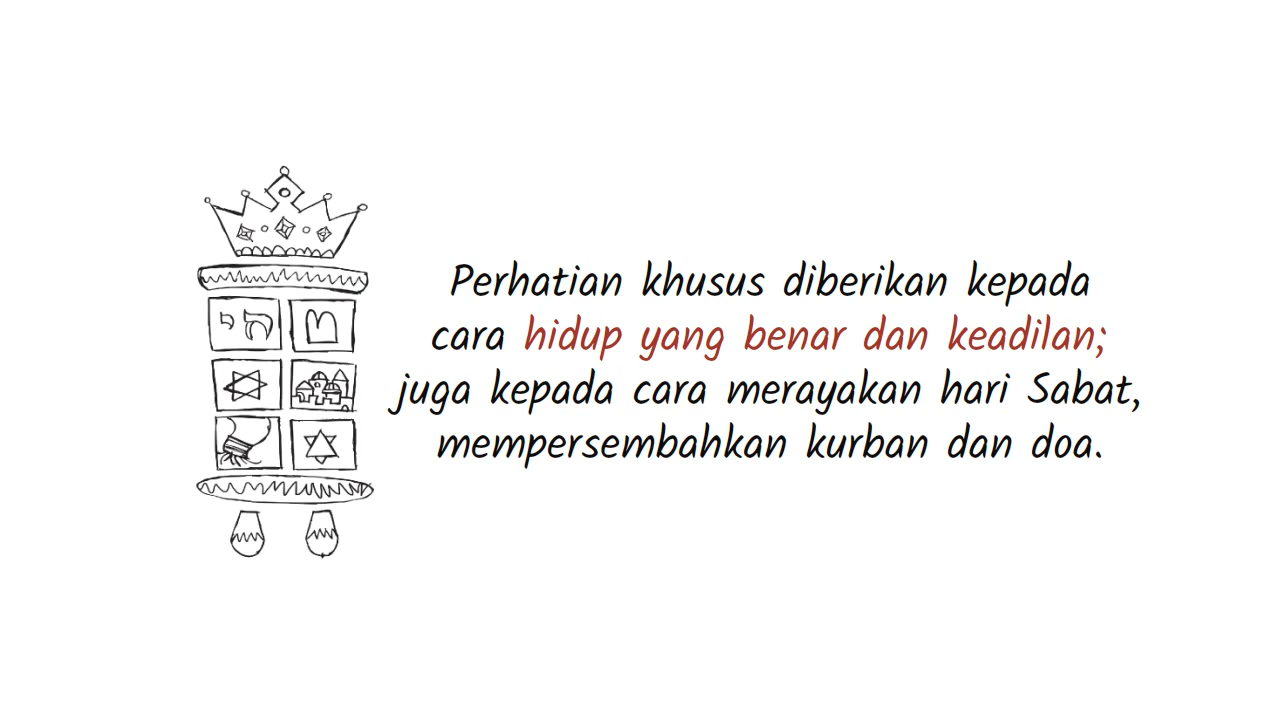 Perhatian khusus diberikan kepada
cara hidup yang benar dan keadilan;
juga kepada cara merayakan hari Sabat,
mempersembahkan kurban dan doa.